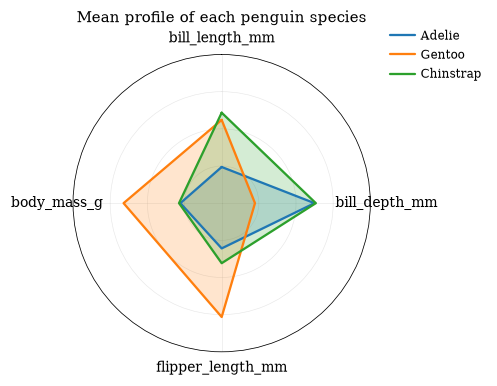 Mean profile of each penguin species
bill_length_mm
Adelie
Gentoo
Chinstrap
body_mass_g
bill_depth_mm
flipper_length_mm